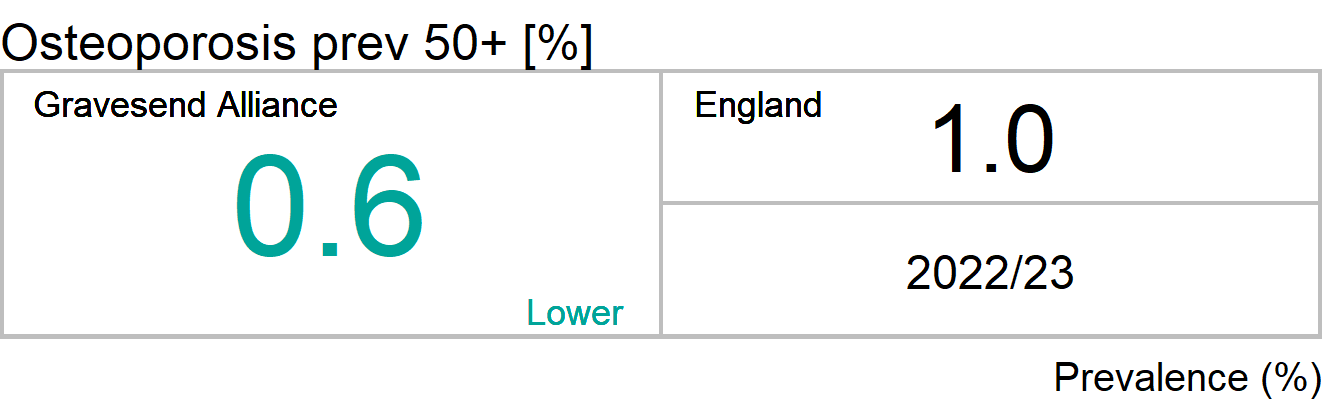 Osteoporosis prev 50+ [%]
Gravesend Alliance
0.6
Lower
England
1.0
2022/23
Prevalence (%)